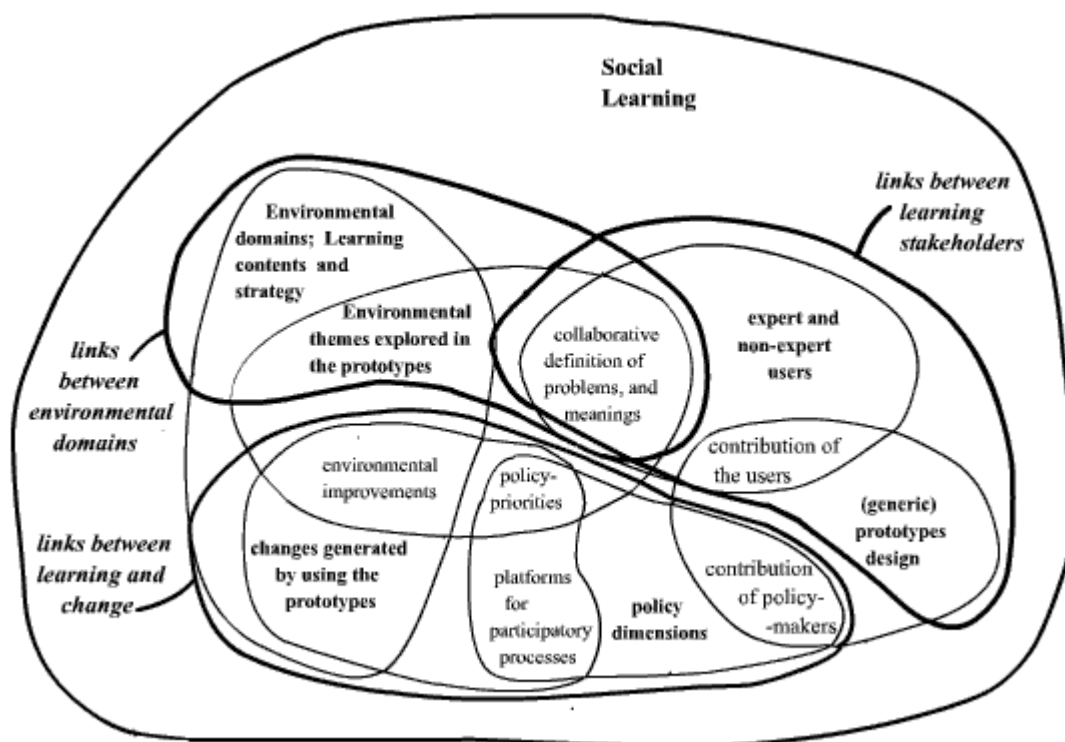 Social
Learning
links between
learning
stakeholders
Environmental
domains; Learning
contents and
strategy
Environmental
themes explored in
the prototypes
collaborative
definition of
problems, and
meanings
expert and
non-expert
users
links
between
environmental
domains
contribution of
the users
environmental
improvements
policy-
priorities
(generic)
prototypes
design
links between
learning and
change
changes generated
by using the
prototypes
platforms
for
participatory
processes
policy
dimensions
contribution
of policy-
-makers